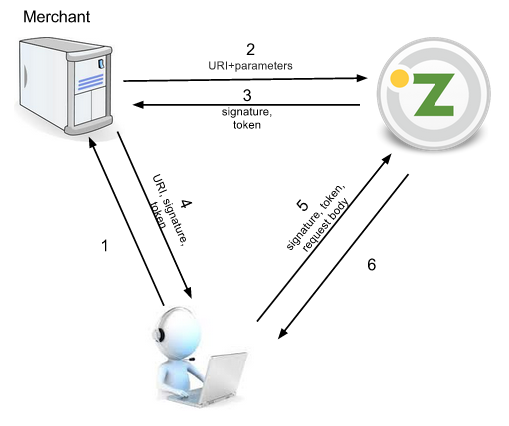 Merchant
2
URI+parameters
3
signature,
token
Z
4
URI, signature,
token
5
signature, token,
request body
1
6